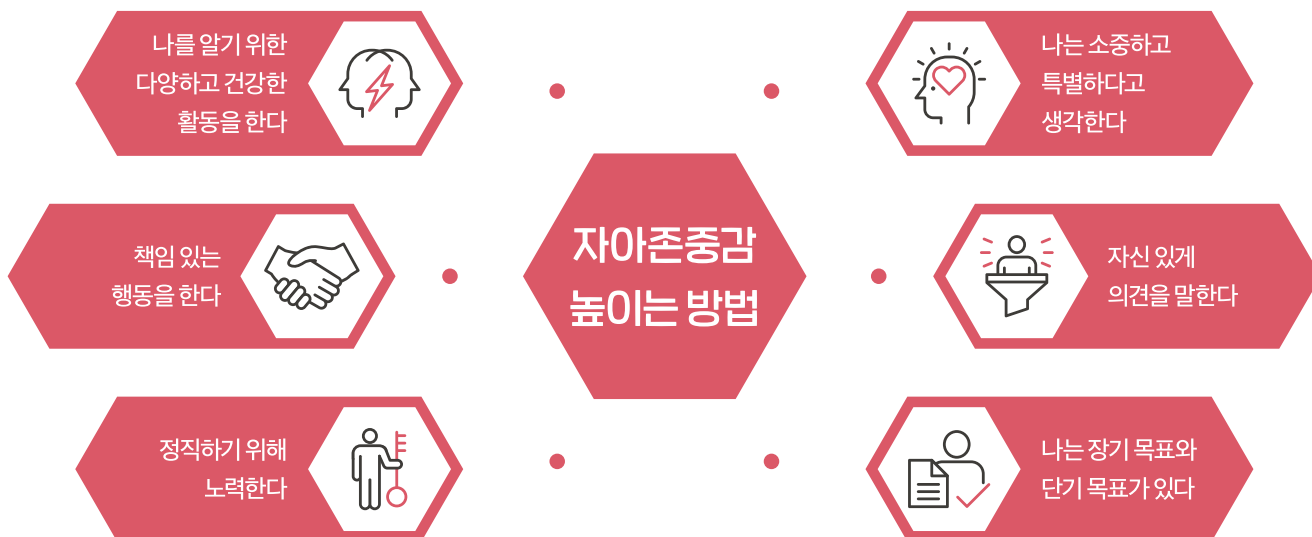 나를 알기 위한
다양하고 건강한
활동을 한다
나는 소중하고
특별하다고
생각한다
책임 있는
행동을 한다
자아존중감
높이는 방법
자신 있게
의견을 말한다
정직하기 위해
노력한다
나는 장기 목표와
단기 목표가 있다